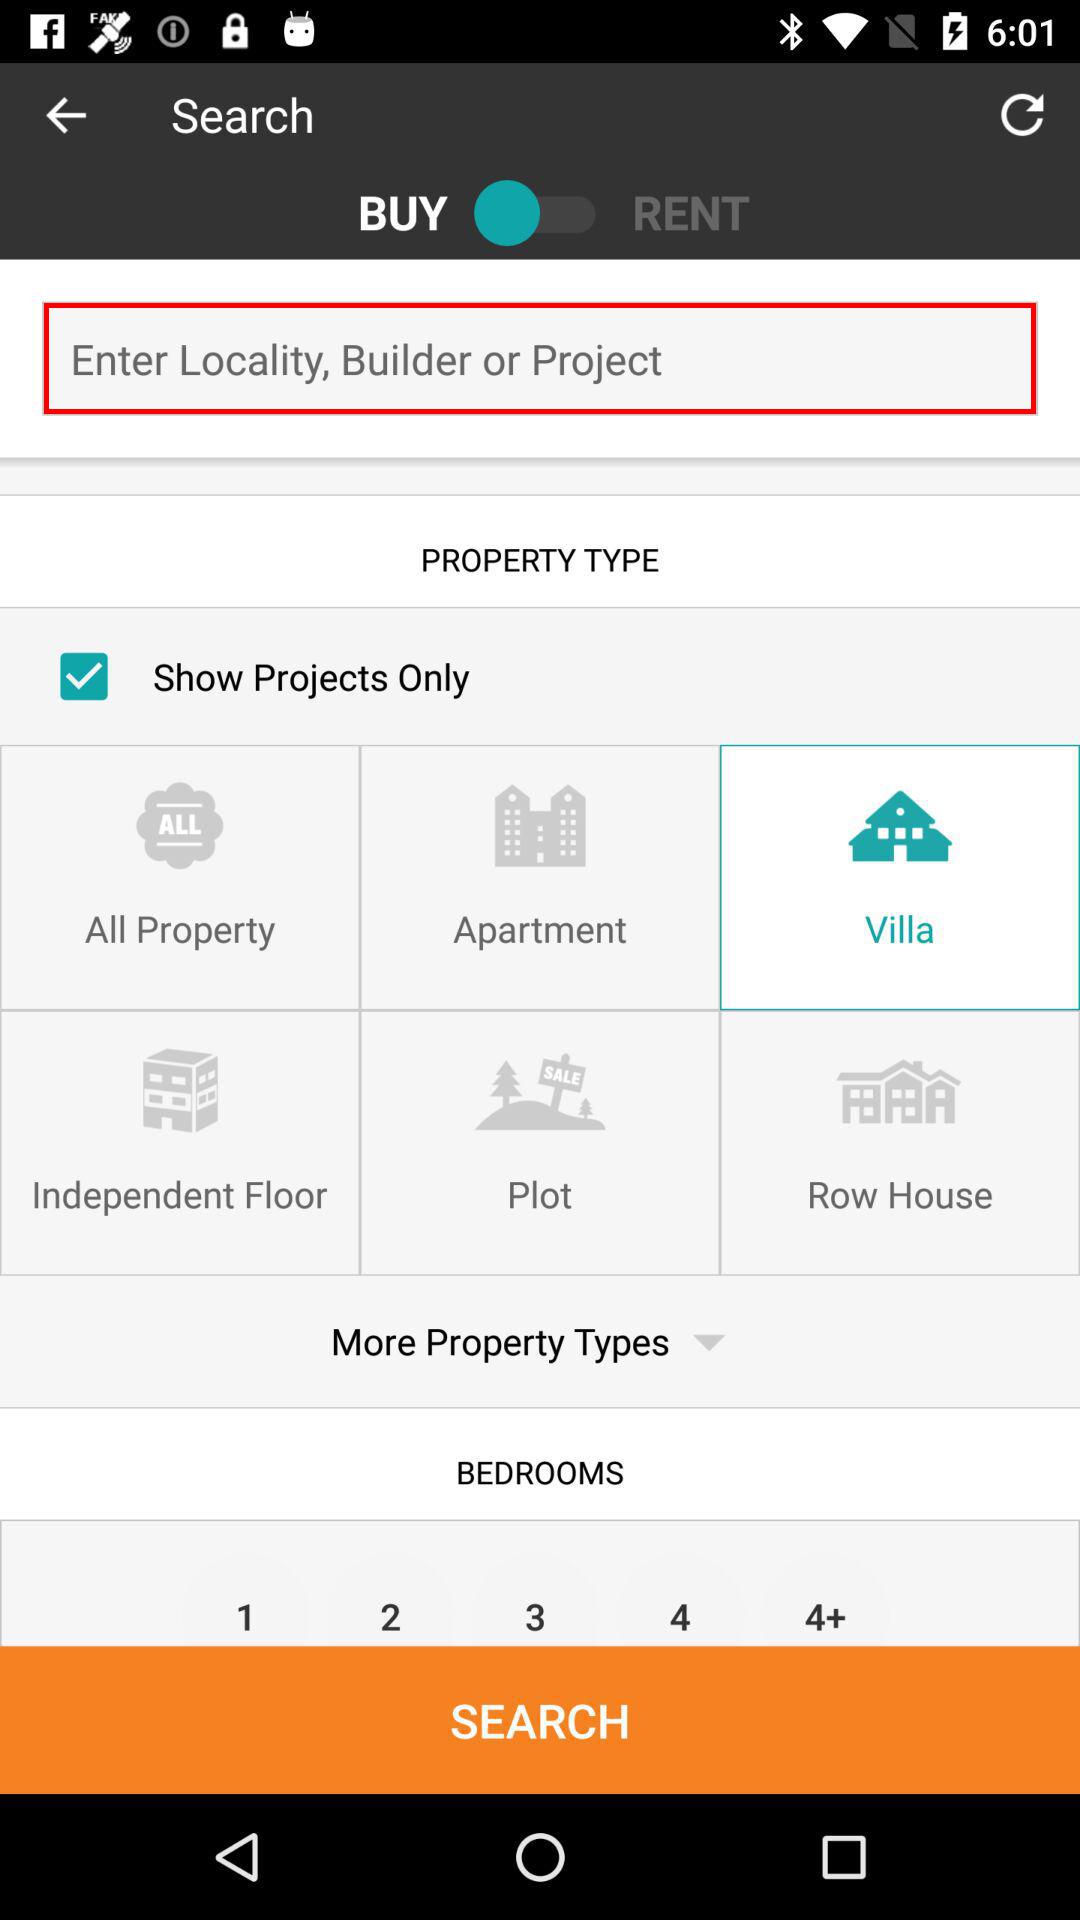 FAKE
6:01
Search
BUY RENT
Enter Locality, Builder or Project
PROPERTY TYPE
Show Projects Only
ALL
All Property
Apartment
Villa
SALE
Independent Floor
Plot
Row House
More Property Types
BEDROOMS
1 2 3 4 4+
SEARCH